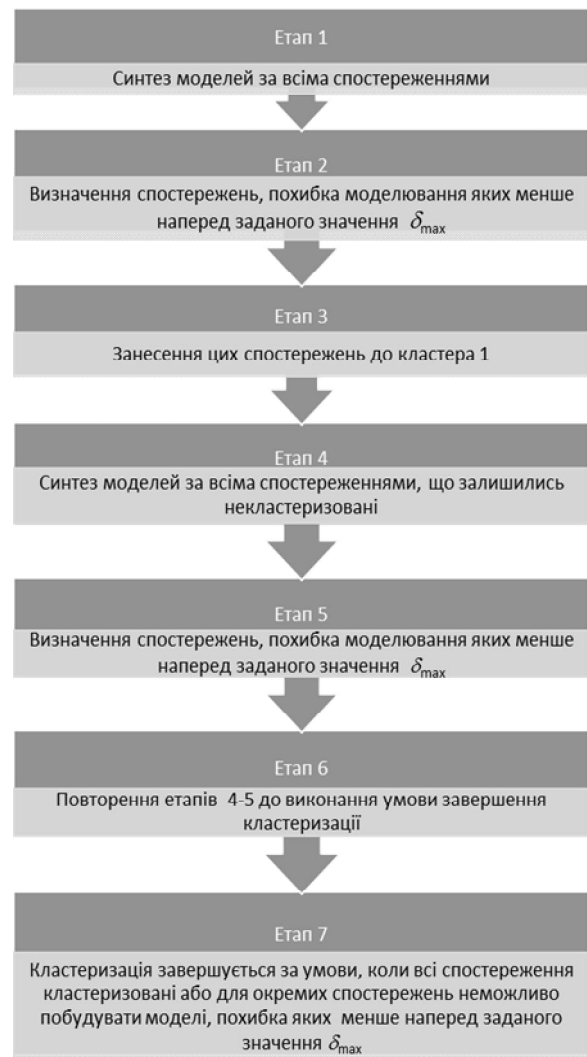 Етап 1
Синтез моделей за всіма спостереженнями
Етап 2
Визначення спостережень, похибка моделювання яких менше
наперед заданого значення δmax
Етап 3
Занесення цих спостережень до кластера 1
Етап 4
Синтез моделей за всіма спостереженнями, що залишились
некластеризовані
Етап 5
Визначення спостережень, похибка моделювання яких менше
наперед заданого значення δmax
Етап 6
Повторення етапів 4-5 до виконання умови завершення
кластеризації
Етап 7
Кластеризація завершується за умови, коли всі спостереження
кластеризовані або для окремих спостережень неможливо
побудувати моделі, похибка яких менше наперед заданого
значення δmax